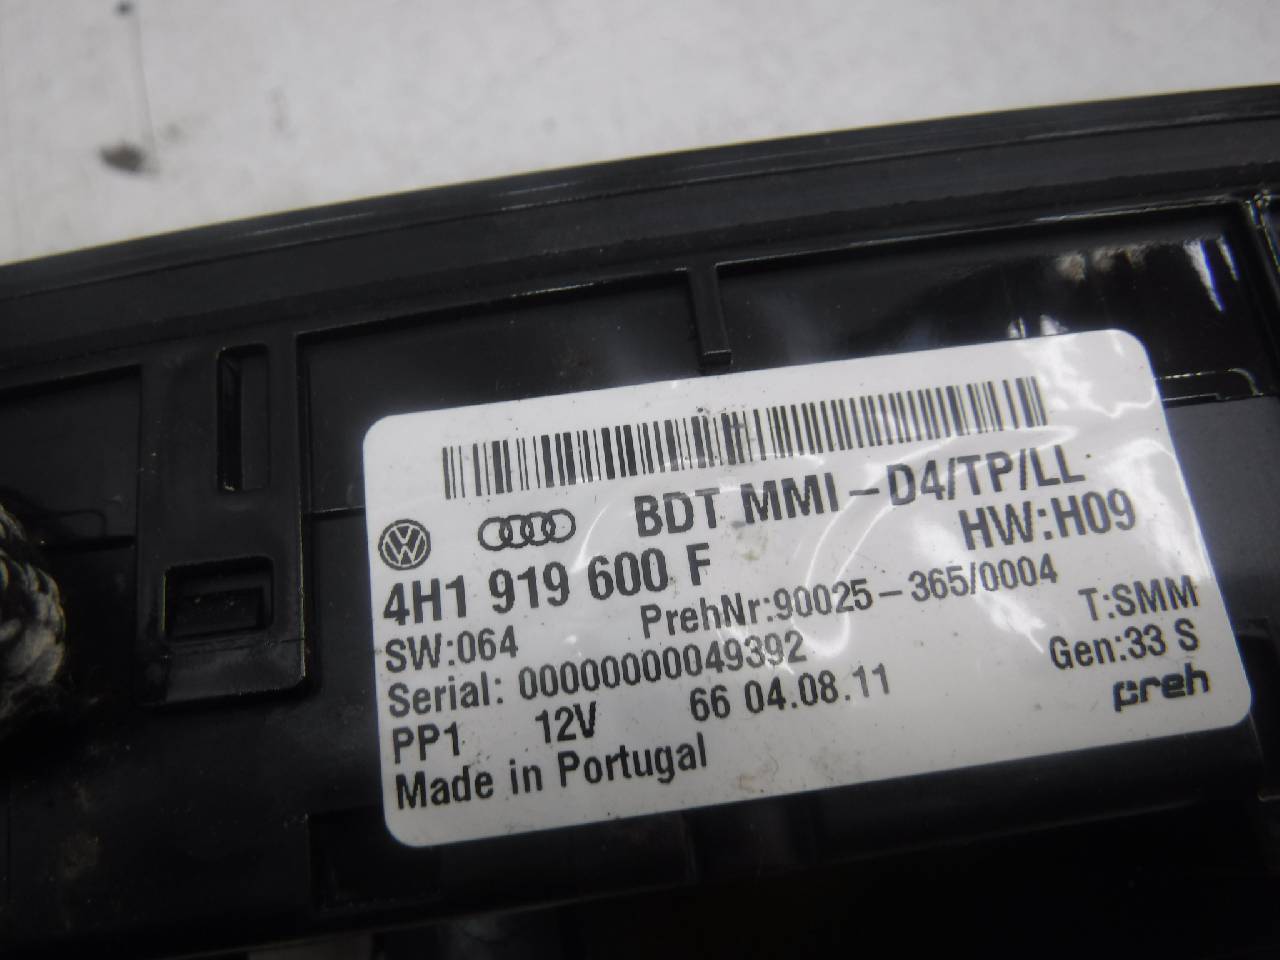 BDT MMI-D4/TP/LL
4H1 919 600 F HW:H09
SW:064 PrehNr:90025-365/0004
Serial: 00000000049392 T:SMM
PP1 12V 66 04.08.11 Gen:33 S
Made in Portugal preh